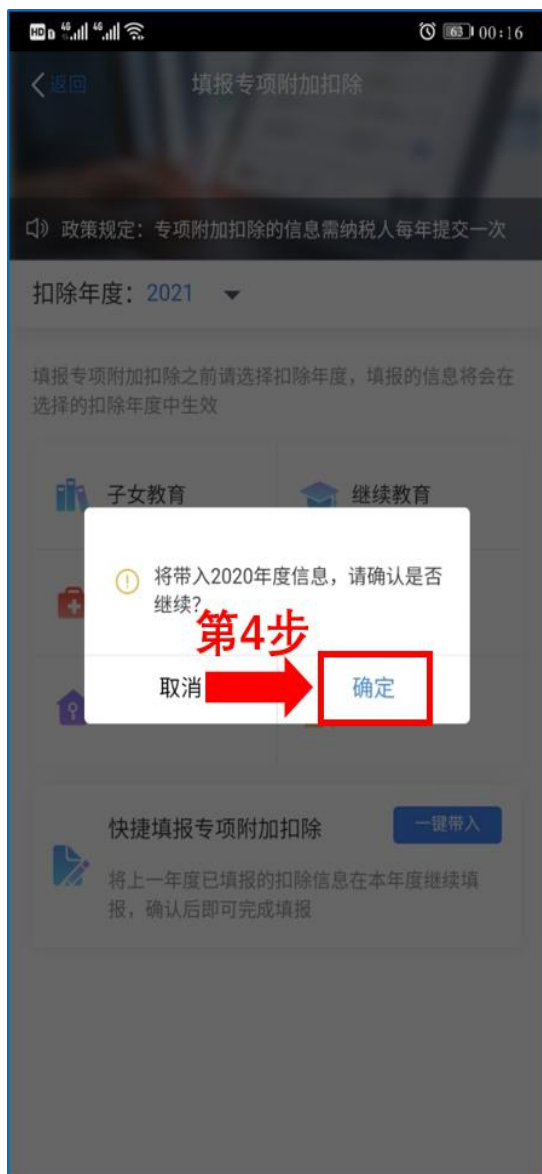 HD 4G 4G 63 00:16
返回 填报专项附加扣除
政策规定：专项附加扣除的信息需纳税人每年提交一次
扣除年度：2021
填报专项附加扣除之前请选择扣除年度，填报的信息将会在
选择的扣除年度中生效
子女教育 继续教育
将带入2020年度信息，请确认是否
继续？
第4步
取消 确定
快捷填报专项附加扣除 一键带入
将上一年度已填报的扣除信息在本年度继续填
报，确认后即可完成填报